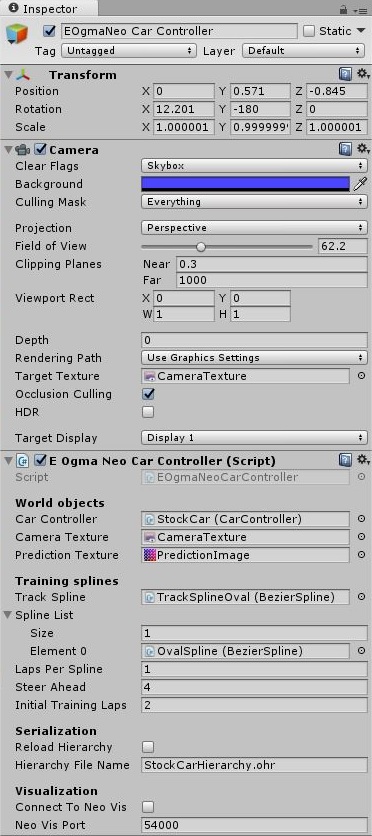 Inspector
EOgmaNeo Car Controller Static
Tag Untagged Layer Default
Transform
Position X 0 Y 0.571 Z -0.845
Rotation X 12.201 Y -180 Z 0
Scale X 1.000001 Y 0.999999 Z 1.000001
Camera
Clear Flags Skybox
Background
Culling Mask Everything
Projection Perspective
Field of View 62.2
Clipping Planes Near 0.3
Far 1000
Viewport Rect X 0 Y 0
W 1 H 1
Depth 0
Rendering Path Use Graphics Settings
Target Texture CameraTexture
Occlusion Culling
HDR
Target Display Display 1
E Ogma Neo Car Controller (Script)
Script EOgmaNeoCarController
World objects
Car Controller StockCar (CarController)
Camera Texture CameraTexture
Prediction Texture PredictionImage
Training splines
Track Spline TrackSplineOval (BezierSpline)
Spline List
Size 1
Element 0 OvalSpline (BezierSpline)
Laps Per Spline 1
Steer Ahead 4
Initial Training Laps 2
Serialization
Reload Hierarchy
Hierarchy File Name StockCarHierarchy.ohr
Visualization
Connect To Neo Vis
Neo Vis Port 54000